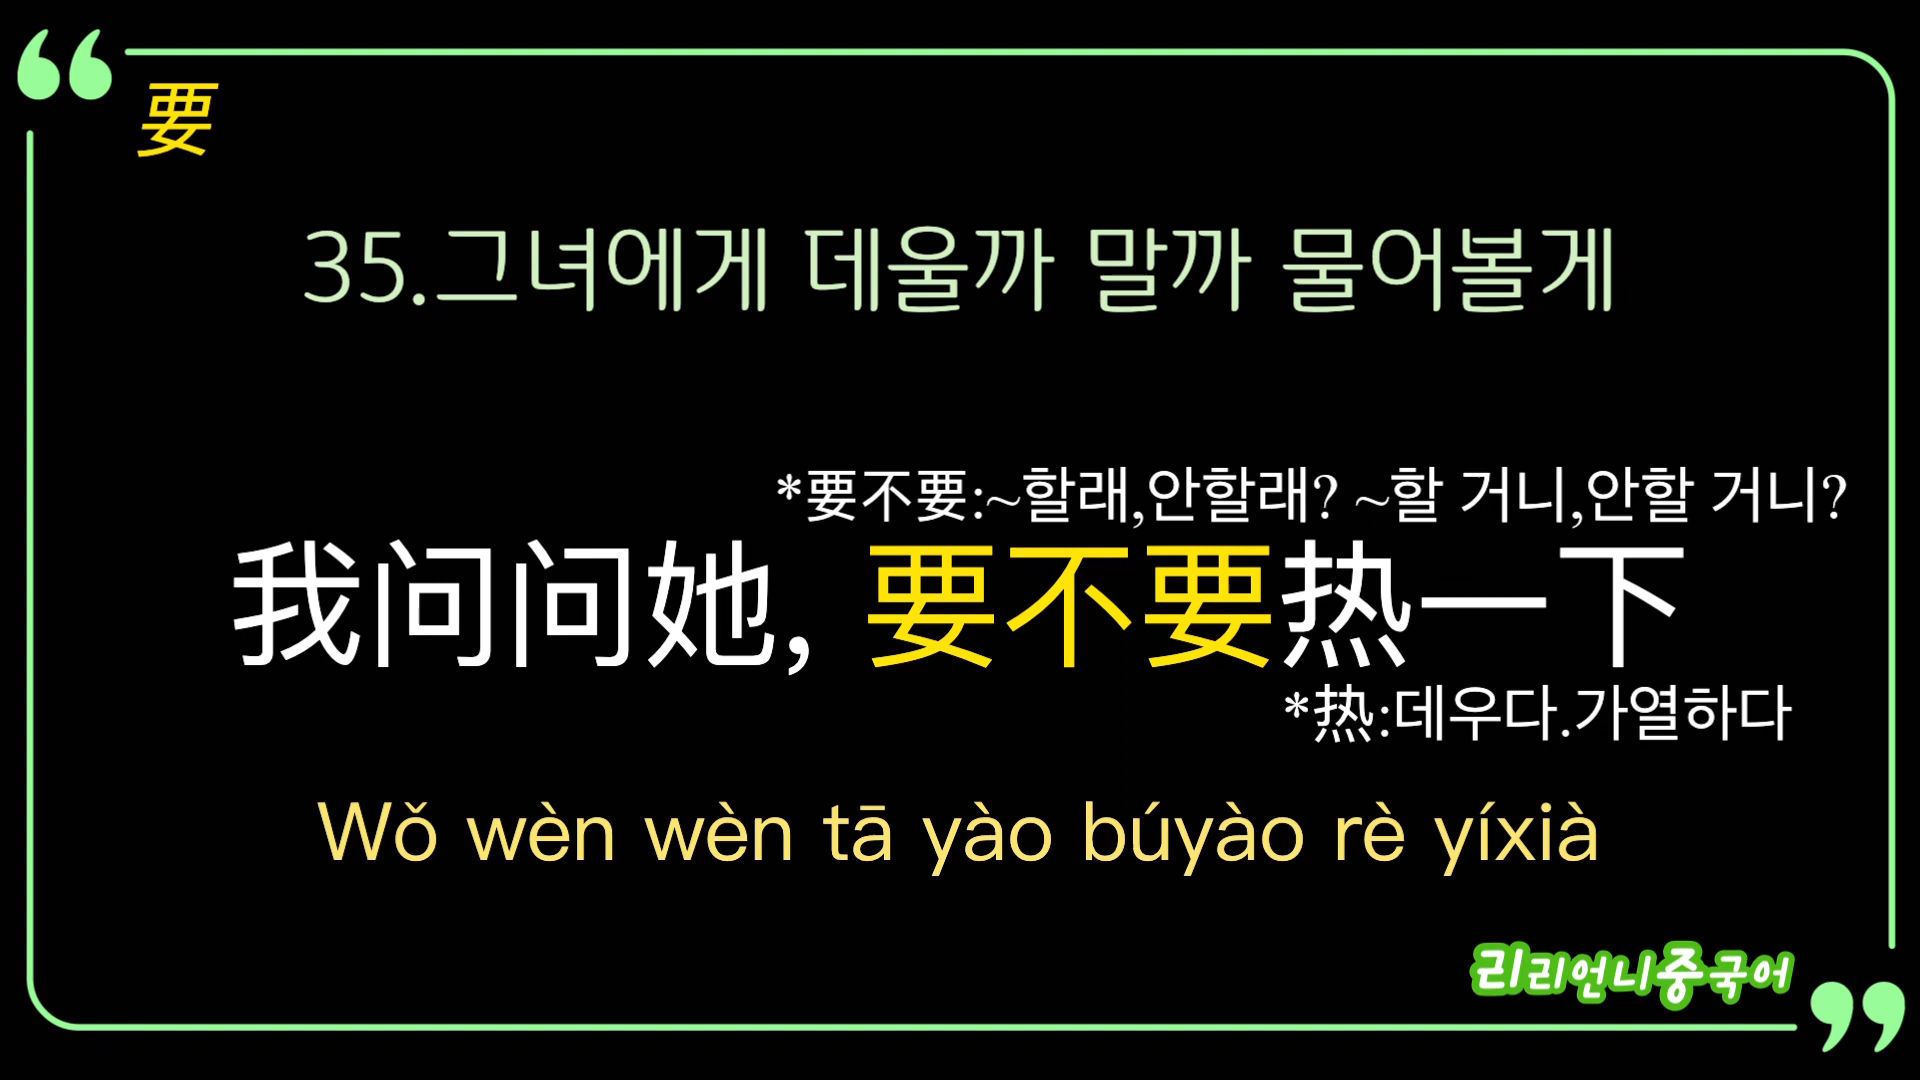 要
35.그녀에게 데울까 말까 물어볼게
*要不要:~할래,안할래? ~할 거니,안할 거니?
我问问她, 要不要热一下
*热:데우다.가열하다
Wǒ wèn wèn tā yào búyào rè yíxià
리리언니중국어